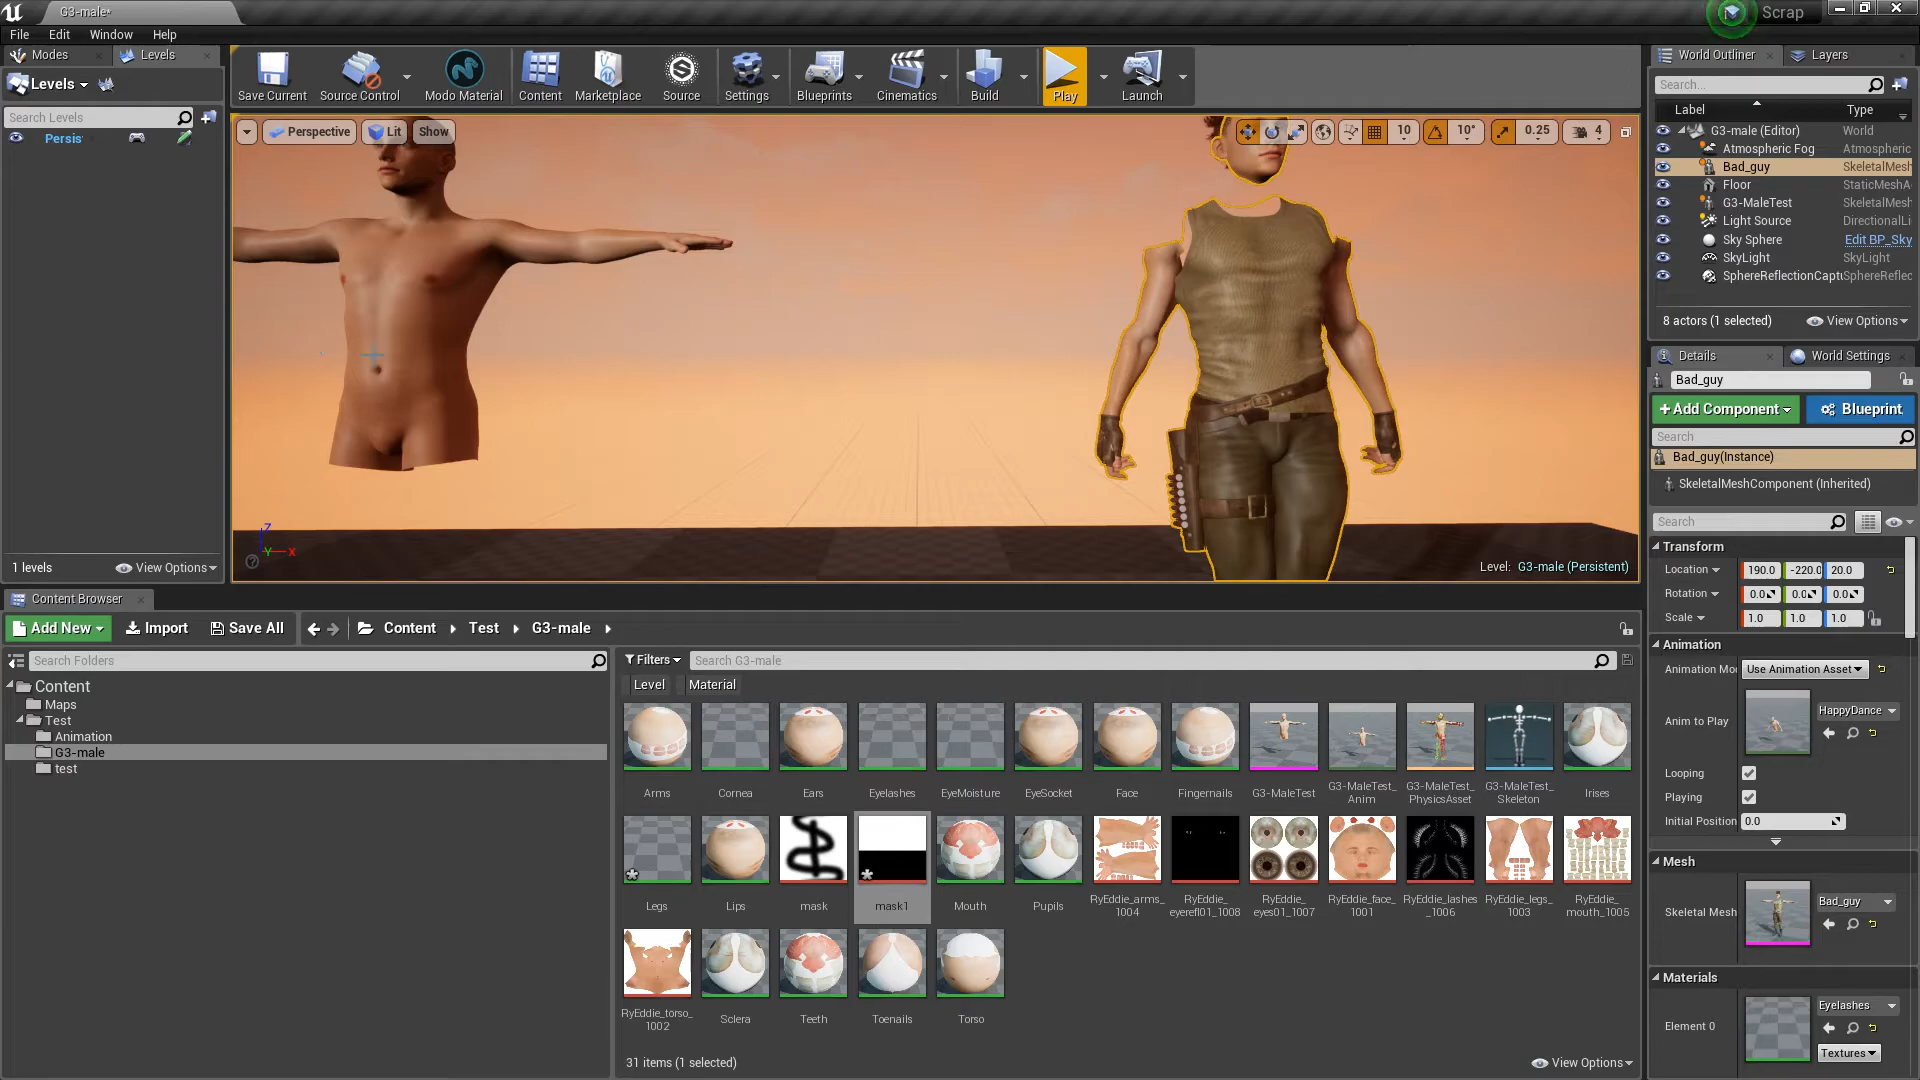 G3-male*
Scrap
File
Edit
Window
Help
Modes
Levels
World Outliner
Layers
Levels
Search Levels
Persis
1 levels
View Options
Save Current
Source Control
Modo Material
Content
Marketplace
Source
Settings
Blueprints
Cinematics
Build
Play
Launch
Perspective
Lit
Show
10
10°
0.25
4
Z
Y
X
Level: G3-male (Persistent)
Search...
Label
Type
G3-male (Editor)
World
Atmospheric Fog
Atmospheric
Bad_guy
SkeletalMesh
Floor
StaticMeshA
G3-MaleTest
SkeletalMesh
Light Source
DirectionalLi
Sky Sphere
Edit BP_Sky
SkyLight
SkyLight
SphereReflectionCaptu
SphereReflec
8 actors (1 selected)
View Options
Details
World Settings
Bad_guy
+Add Component
Blueprint
Search
Bad_guy(Instance)
SkeletalMeshComponent (Inherited)
Search
Transform
Location
190.0
-220.0
20.0
Rotation
0.0
0.0
0.0
Scale
1.0
1.0
1.0
Animation
Animation Mo
Use Animation Asset
Anim to Play
HappyDance
Looping
Playing
Initial Position
0.0
Mesh
Skeletal Mesh
Bad_guy
Materials
Element 0
Eyelashes
Textures
Content Browser
Add New
Import
Save All
Content
Test
G3-male
Search Folders
Content
Maps
Test
Animation
G3-male
test
Filters
Search G3-male
Level
Material
Arms
Cornea
Ears
Eyelashes
EyeMoisture
EyeSocket
Face
Fingernails
G3-MaleTest
G3-MaleTest_
Anim
G3-MaleTest_
PhysicsAsset
G3-MaleTest_
Skeleton
Irises
Legs
Lips
mask
mask1
Mouth
Pupils
RyEddie_arms_
1004
RyEddie_
eyerefl01_1008
RyEddie_
eyes01_1007
RyEddie_face_
1001
RyEddie_lashes
_1006
RyEddie_legs_
1003
RyEddie_
mouth_1005
RyEddie_torso_
1002
Sclera
Teeth
Toenails
Torso
31 items (1 selected)
View Options